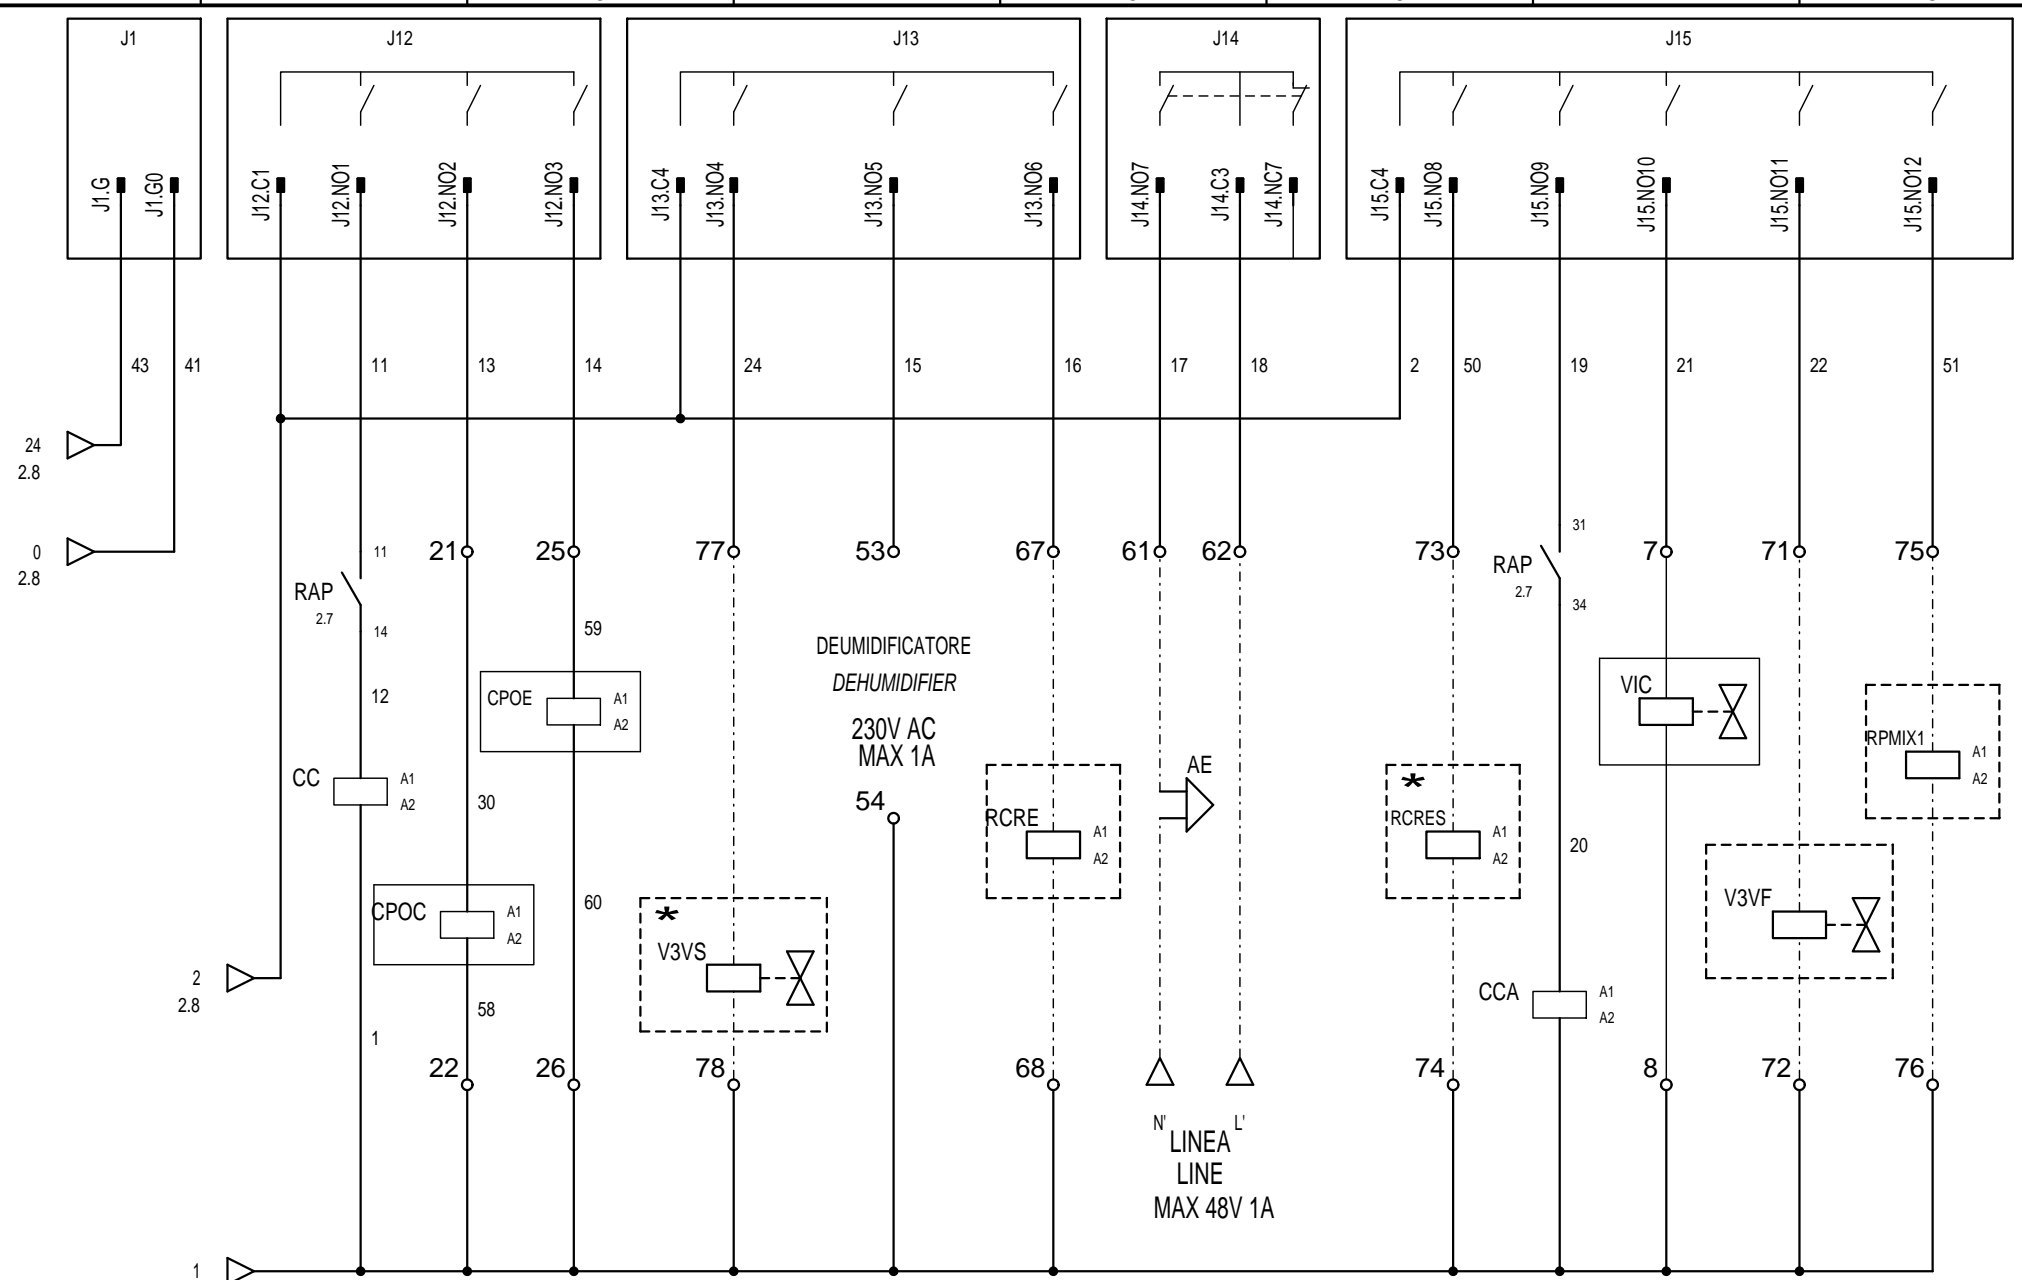 J1
J12
J13
J14
J15
J1.G
J1.G0
J12.C1
J12.NO1
J12.NO2
J12.NO3
J13.C4
J13.NO4
J13.NO5
J13.NO6
J14.NO7
J14.C3
J14.NC7
J15.C4
J15.NO8
J15.NO9
J15.NO10
J15.NO11
J15.NO12
43
41
11
13
14
24
15
16
17
18
2
50
19
21
22
51
24
2.8
0
2.8
11
21
25
77
53
67
61
62
73
31
7
71
75
RAP
2.7
14
RAP
2.7
34
59
DEUMIDIFICATORE
DEHUMIDIFIER
230V AC
MAX 1A
54
12
CPOE
A1
A2
VIC
RPMIX1
A1
A2
CC
A1
A2
30
AE
RCRE
A1
A2
*
RCRES
A1
A2
20
CPOC
A1
A2
60
*
V3VS
V3VF
2
2.8
58
1
CCA
A1
A2
22
26
78
68
74
8
72
76
N'
L'
LINEA
LINE
MAX 48V 1A
1